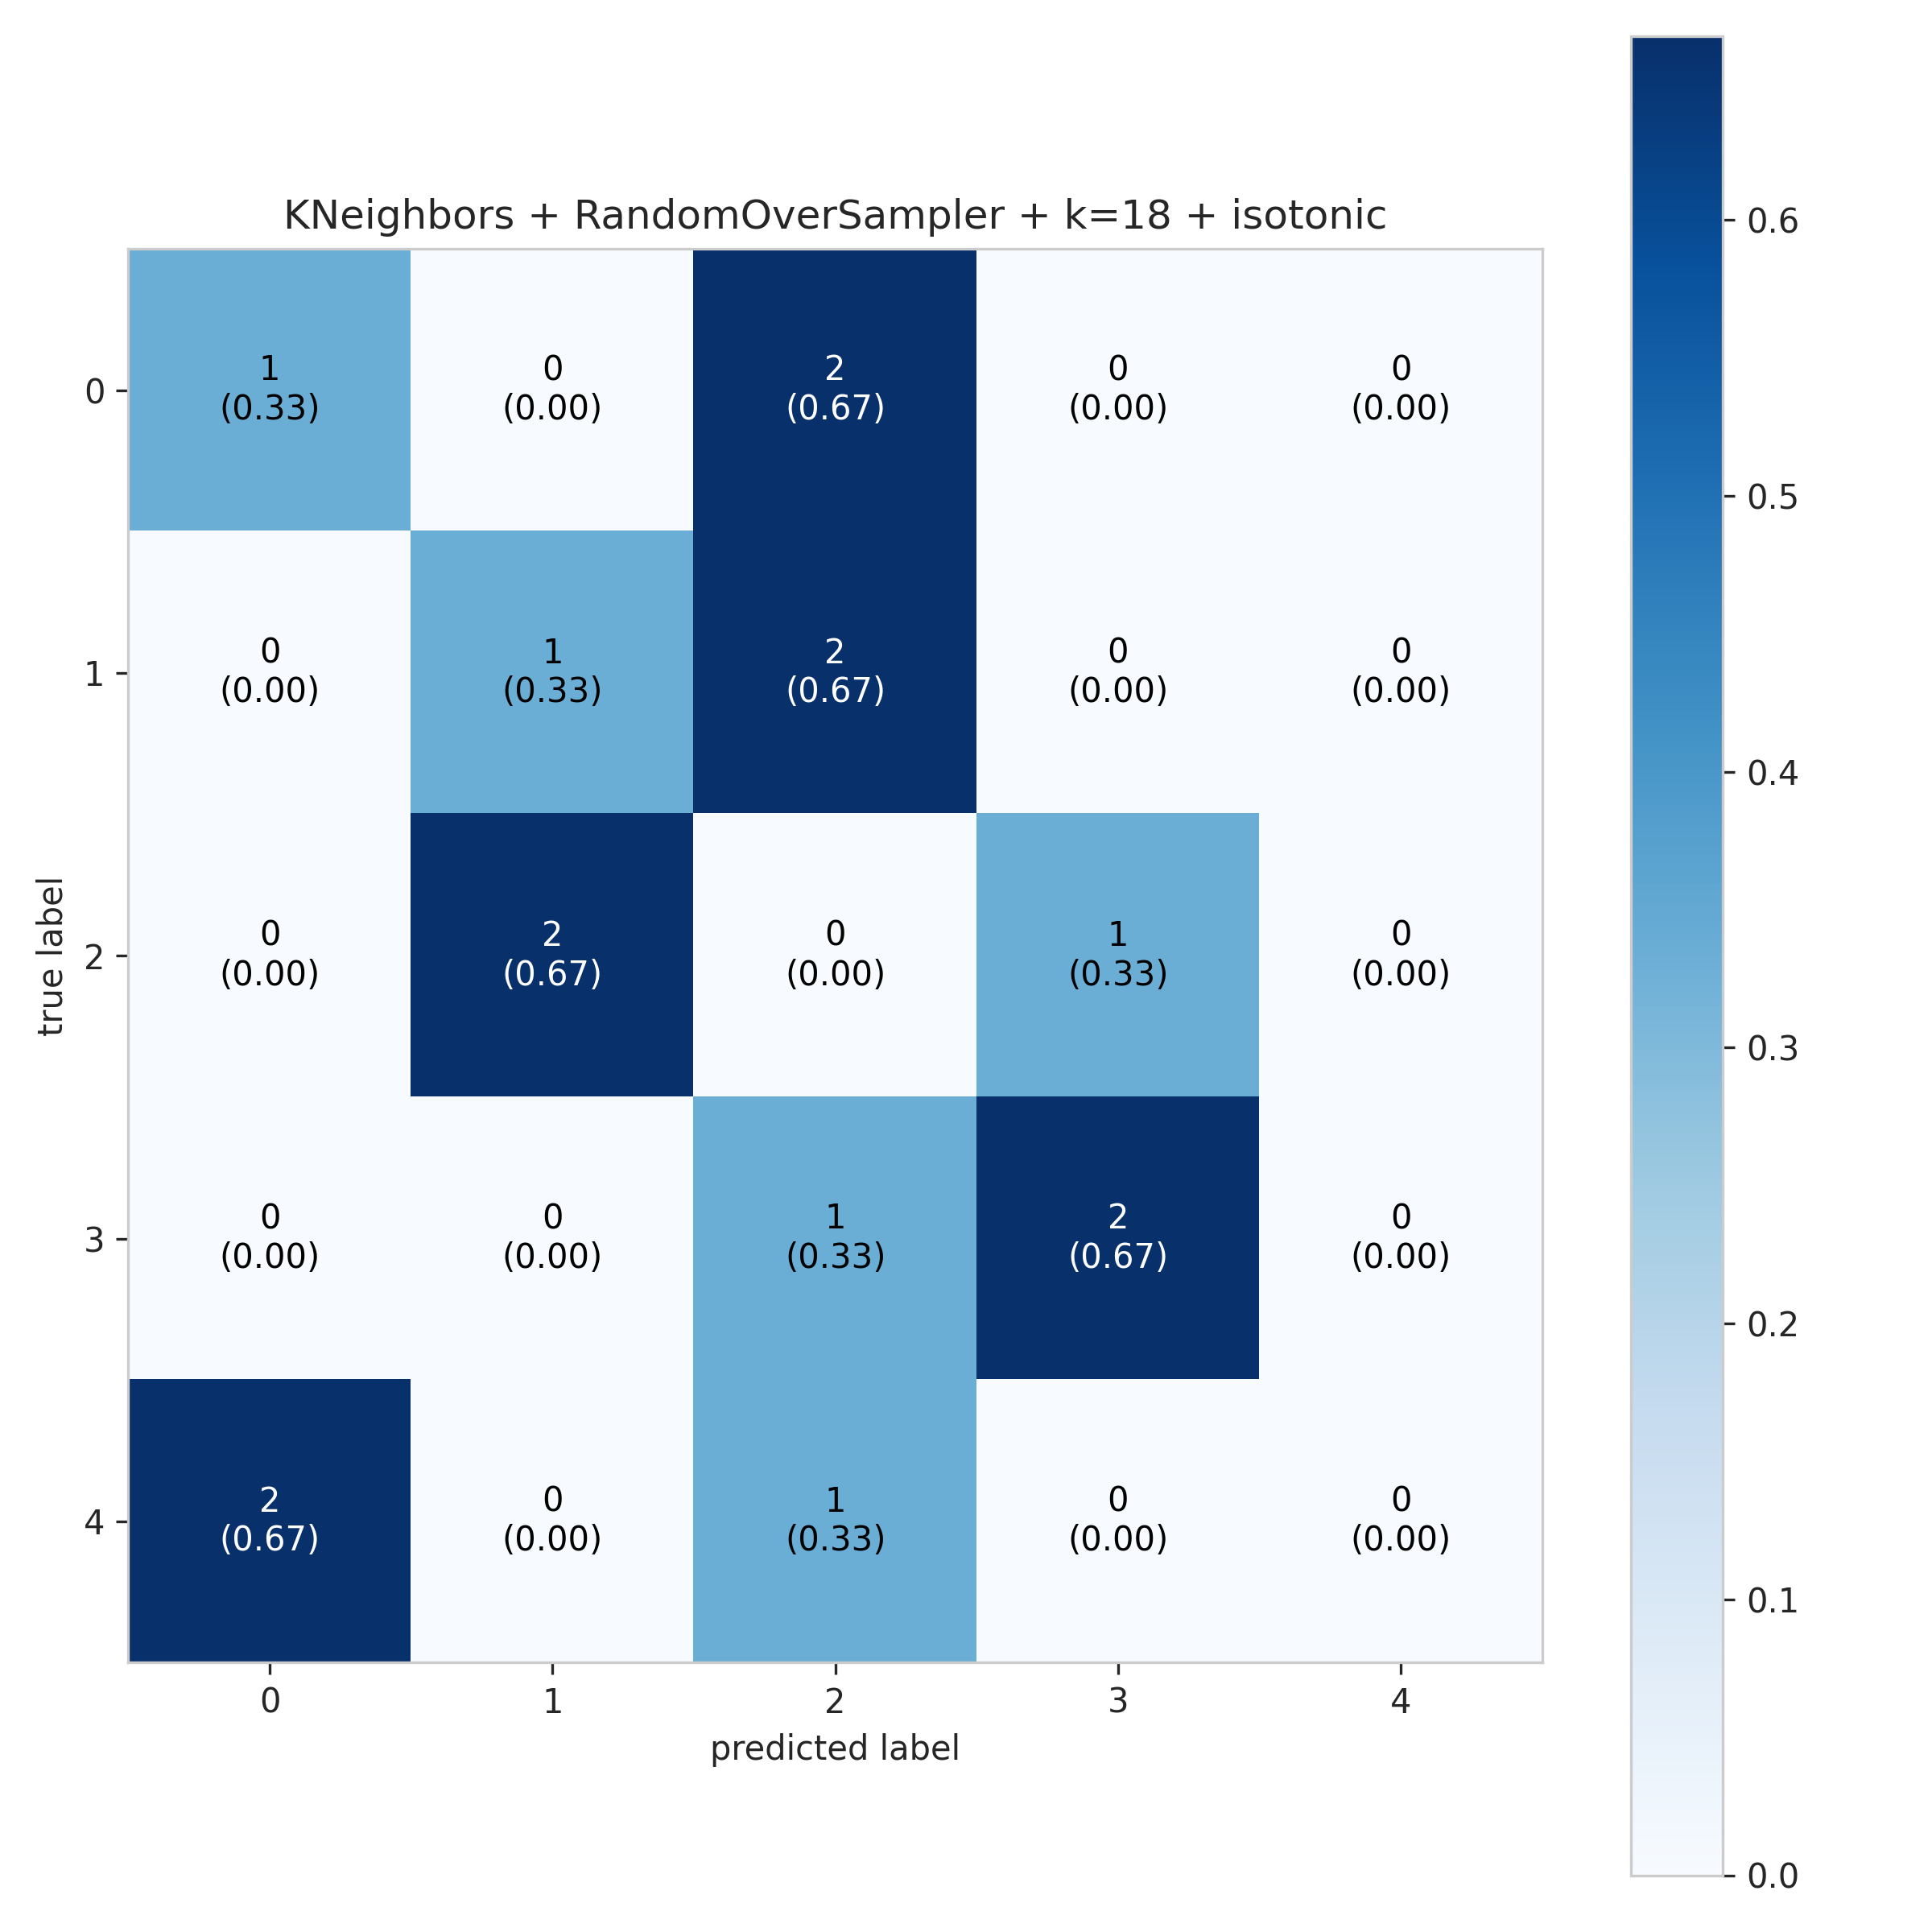 KNeighbors + RandomOverSampler + k=18 + isotonic
true label
0
1 0 2 0 0
(0.33) (0.00) (0.67) (0.00) (0.00)
1
0 1 2 0 0
(0.00) (0.33) (0.67) (0.00) (0.00)
2
0 2 0 1 0
(0.00) (0.67) (0.00) (0.33) (0.00)
3
0 0 1 2 0
(0.00) (0.00) (0.33) (0.67) (0.00)
4
2 0 1 0 0
(0.67) (0.00) (0.33) (0.00) (0.00)
0 1 2 3 4
predicted label
0.6
0.5
0.4
0.3
0.2
0.1
0.0